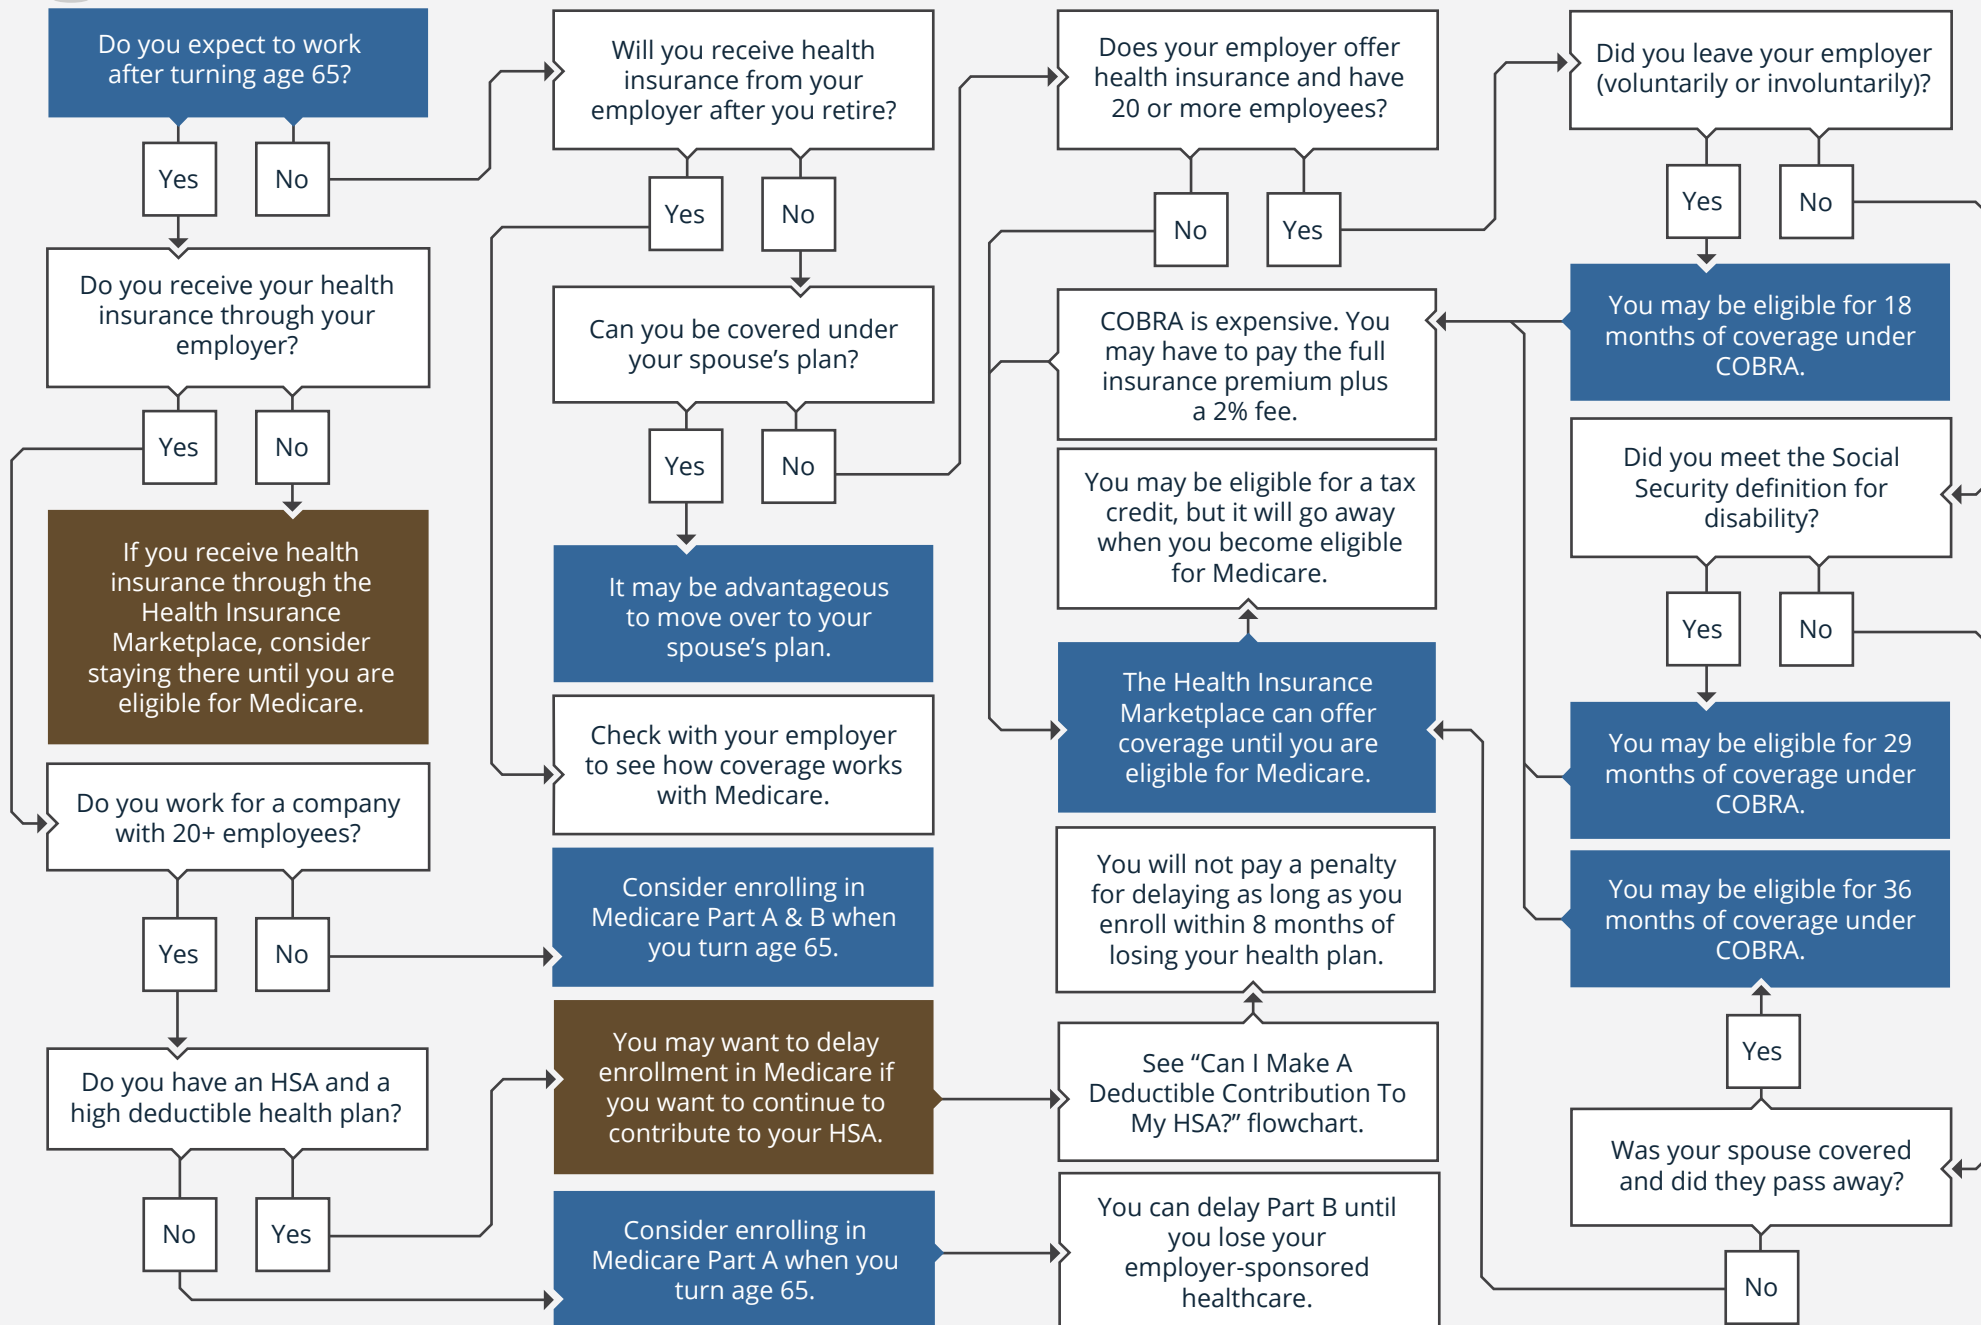 Do you expect to work
after turning age 65?
Yes
No
Do you receive your health
insurance through your
employer?
Yes
No
If you receive health
insurance through the
Health Insurance
Marketplace, consider
staying there until you are
eligible for Medicare.
Do you work for a company
with 20+ employees?
Yes
No
Do you have an HSA and a
high deductible health plan?
No
Yes
Will you receive health
insurance from your
employer after you retire?
Yes
No
Can you be covered under
your spouse’s plan?
Yes
No
It may be advantageous
to move over to your
spouse’s plan.
Check with your employer
to see how coverage works
with Medicare.
Consider enrolling in
Medicare Part A & B when
you turn age 65.
You may want to delay
enrollment in Medicare if
you want to continue to
contribute to your HSA.
Consider enrolling in
Medicare Part A when you
turn age 65.
Does your employer offer
health insurance and have
20 or more employees?
No
Yes
COBRA is expensive. You
may have to pay the full
insurance premium plus
a 2% fee.
You may be eligible for a tax
credit, but it will go away
when you become eligible
for Medicare.
The Health Insurance
Marketplace can offer
coverage until you are
eligible for Medicare.
You will not pay a penalty
for delaying as long as you
enroll within 8 months of
losing your health plan.
See “Can I Make A
Deductible Contribution To
My HSA?” flowchart.
You can delay Part B until
you lose your
employer-sponsored
healthcare.
Did you leave your employer
(voluntarily or involuntarily)?
Yes
No
You may be eligible for 18
months of coverage under
COBRA.
Did you meet the Social
Security definition for
disability?
Yes
No
You may be eligible for 29
months of coverage under
COBRA.
You may be eligible for 36
months of coverage under
COBRA.
Yes
Was your spouse covered
and did they pass away?
No